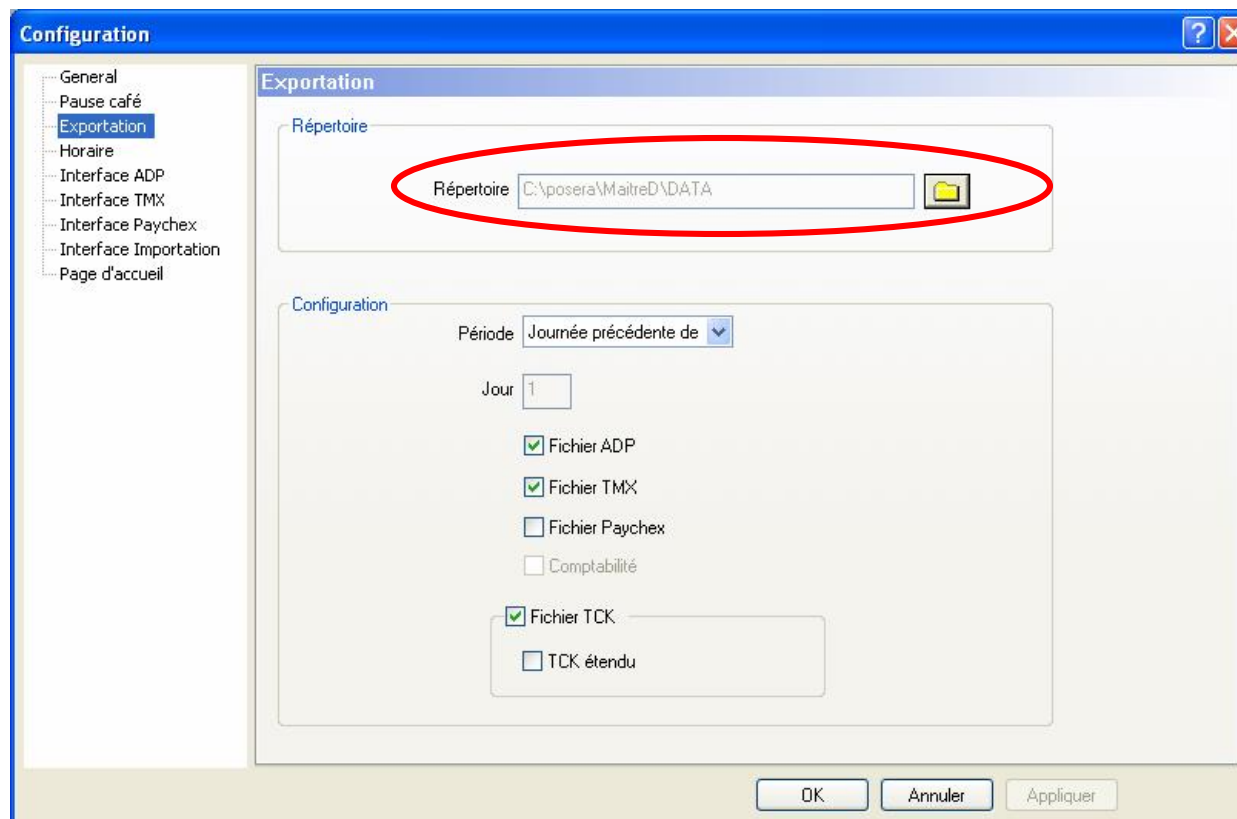 Configuration
General
Pause café
Exportation
Horaire
Interface ADP
Interface TMX
Interface Paychex
Interface Importation
Page d'accueil
Exportation
Répertoire
Répertoire C:\posera\MaitreD\DATA
Configuration
Période Journée précédente de
Jour 1
Fichier ADP
Fichier TMX
Fichier Paychex
Comptabilité
Fichier TCK
TCK étendu
OK Annuler Appliquer